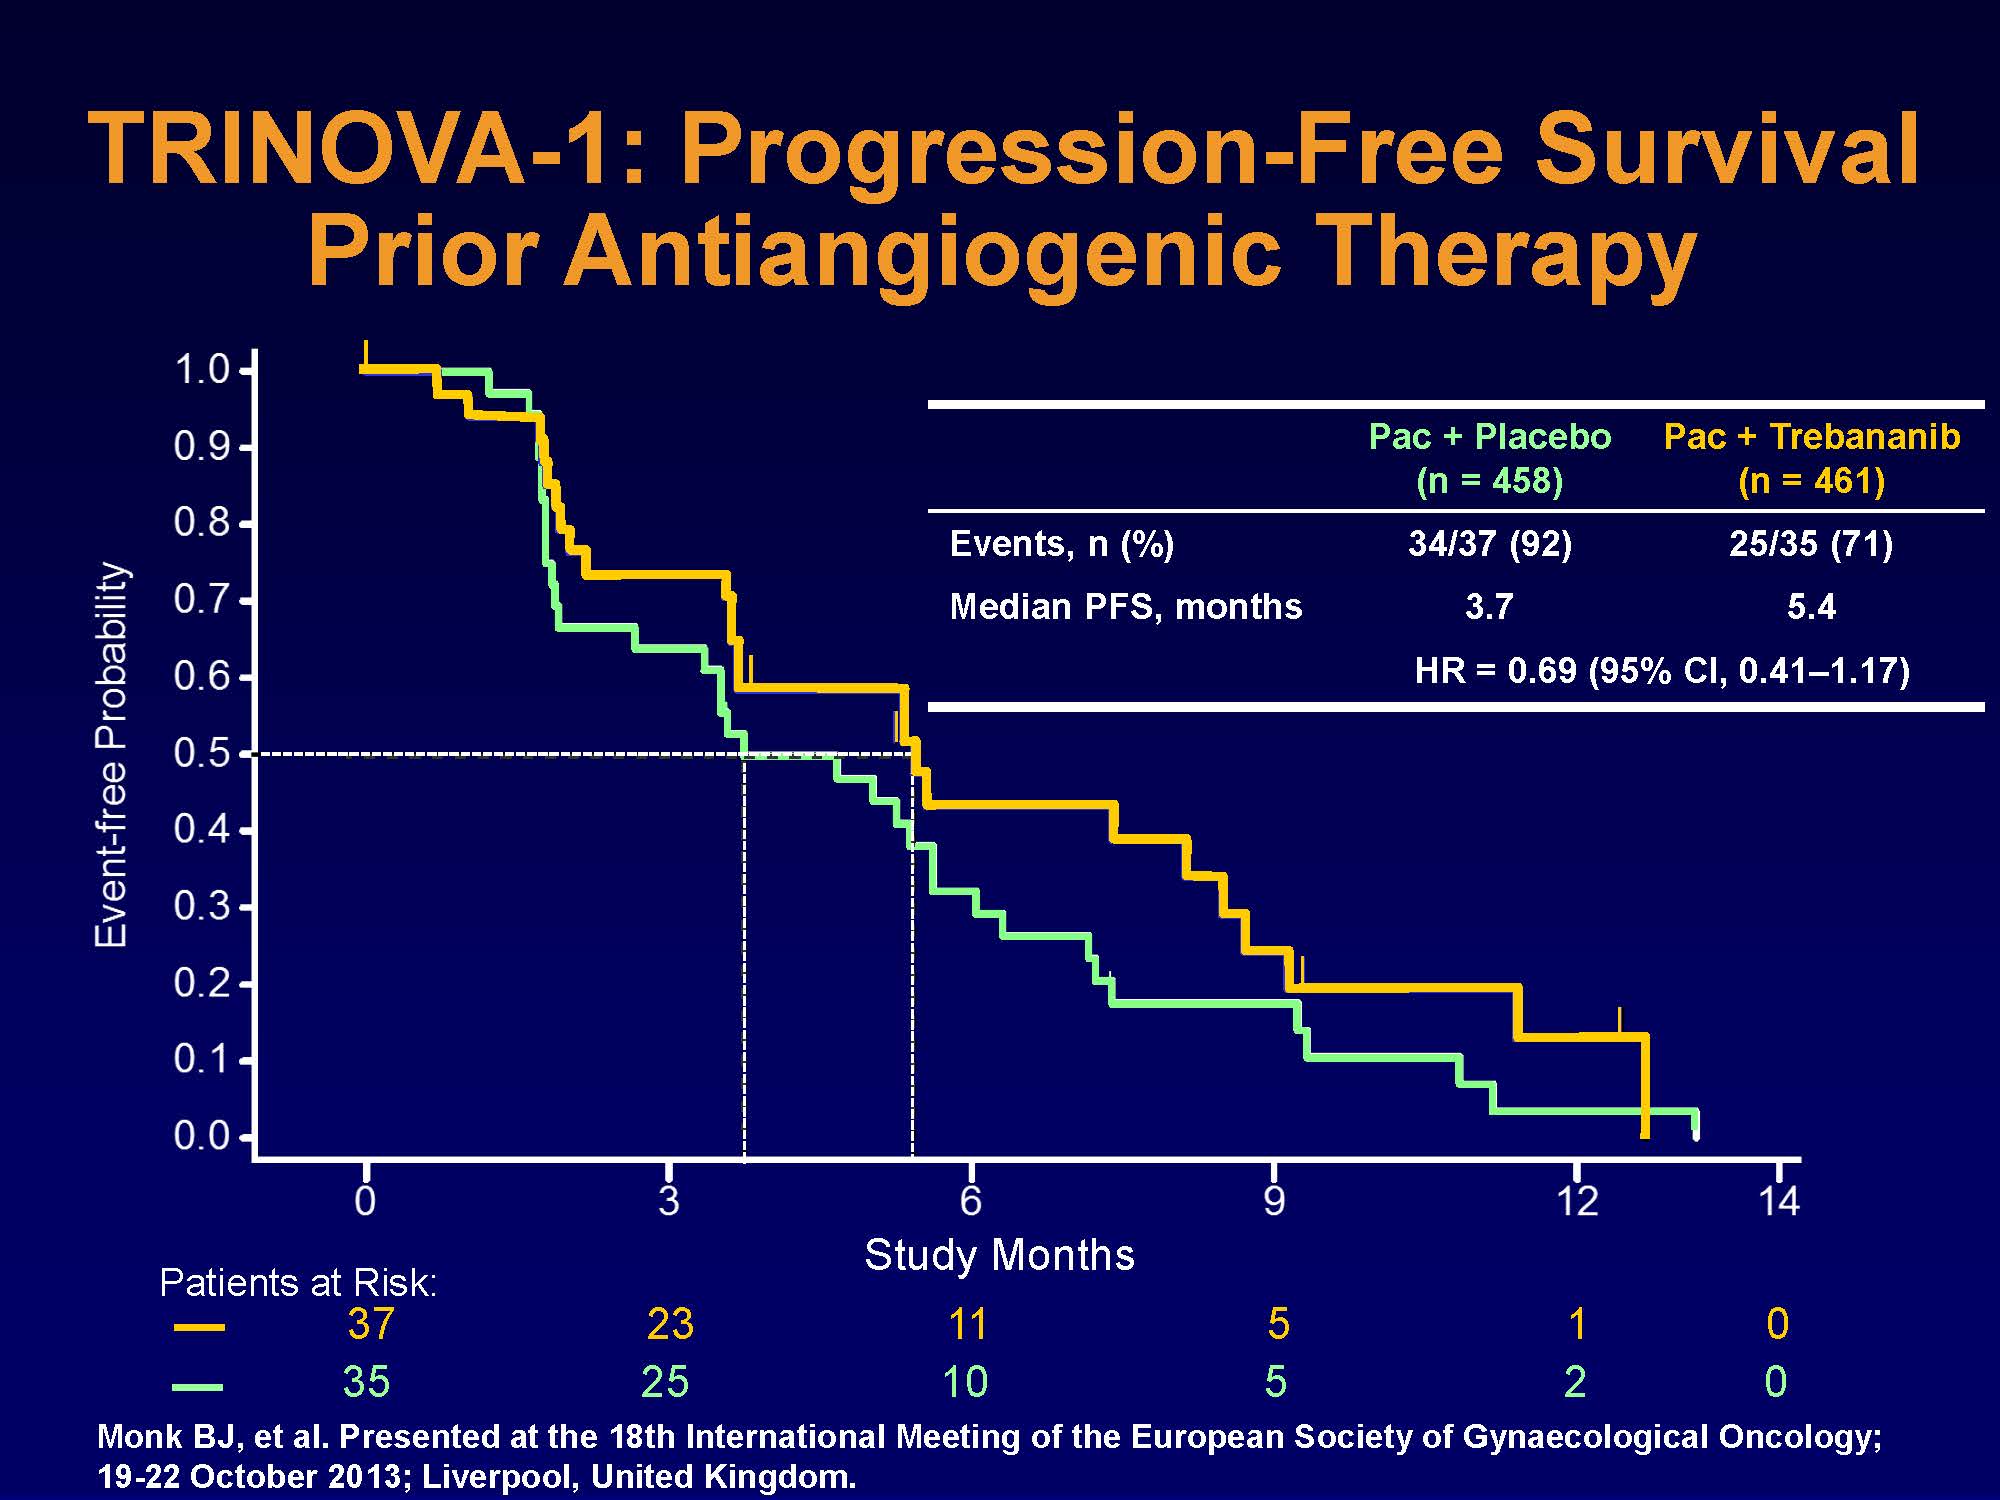 TRINOVA-1: Progression-Free Survival
Prior Antiangiogenic Therapy
Event-free Probability
1.0
0.9
0.8
0.7
0.6
0.5
0.4
0.3
0.2
0.1
0.0
Pac + Placebo Pac + Trebananib
(n = 458) (n = 461)
Events, n (%) 34/37 (92) 25/35 (71)
Median PFS, months 3.7 5.4
HR = 0.69 (95% CI, 0.41–1.17)
0 3 6 9 12 14
Study Months
Patients at Risk:
37 23 11 5 1 0
35 25 10 5 2 0
Monk BJ, et al. Presented at the 18th International Meeting of the European Society of Gynaecological Oncology;
19-22 October 2013; Liverpool, United Kingdom.